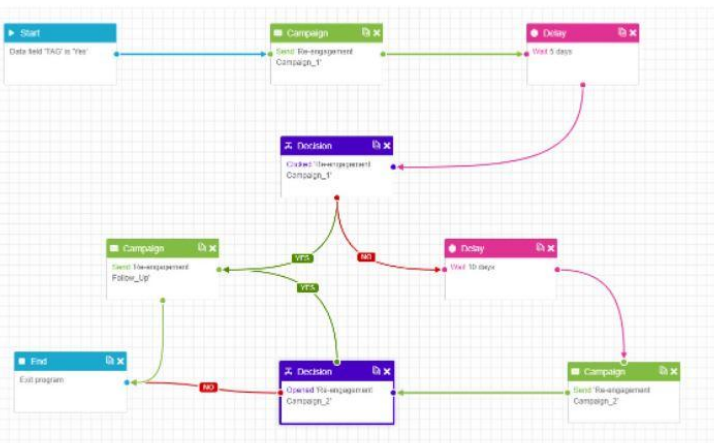 Start
Data field 'TAG' is 'Yes'
Campaign
Send 'Re-engagement
Campaign_1'
Delay
Wait 5 days
Decision
Clicked 'Re-engagement
Campaign_1'
YES
NO
Campaign
Send 'Re-engagement
Follow_Up'
Delay
Wait 10 days
YES
End
Exit program
NO
Decision
Opened 'Re-engagement
Campaign_2'
Campaign
Send 'Re-engagement
Campaign_2'